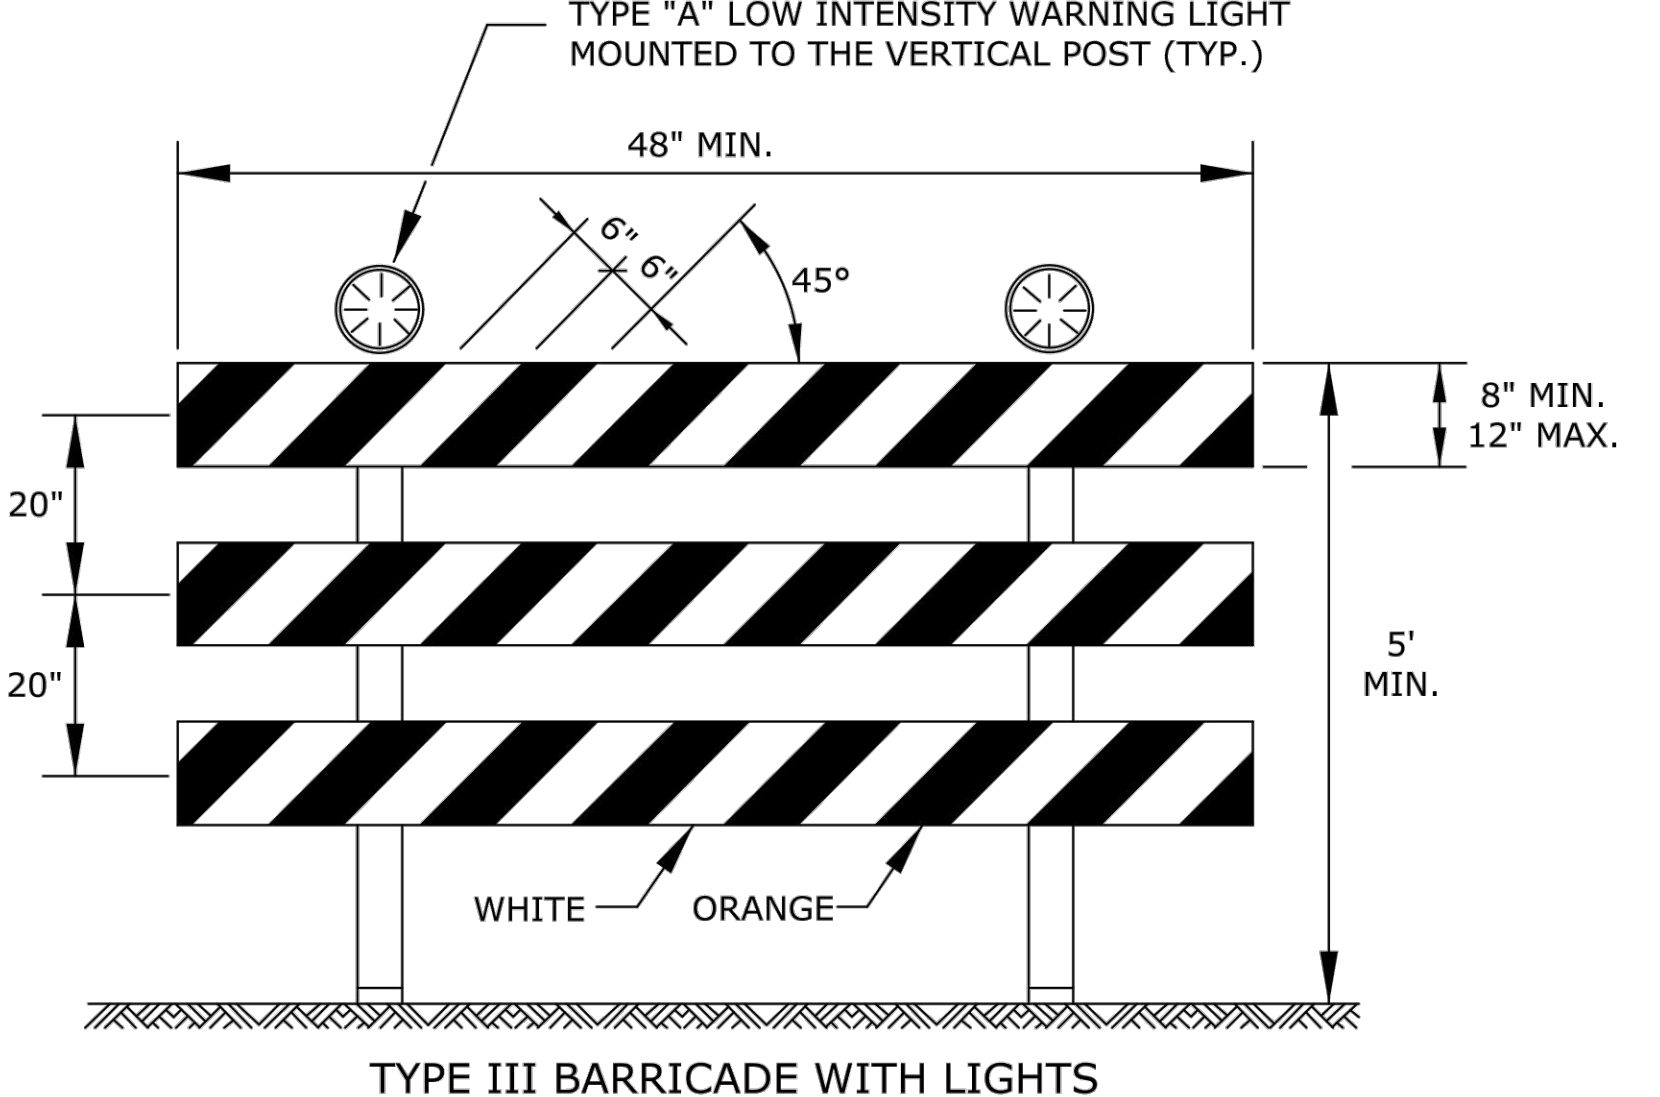 TYPE "A" LOW INTENSITY WARNING LIGHT
MOUNTED TO THE VERTICAL POST (TYP.)
48" MIN.
6"
6"
45°
8" MIN.
12" MAX.
20"
20"
5'
MIN.
WHITE
ORANGE
TYPE III BARRICADE WITH LIGHTS